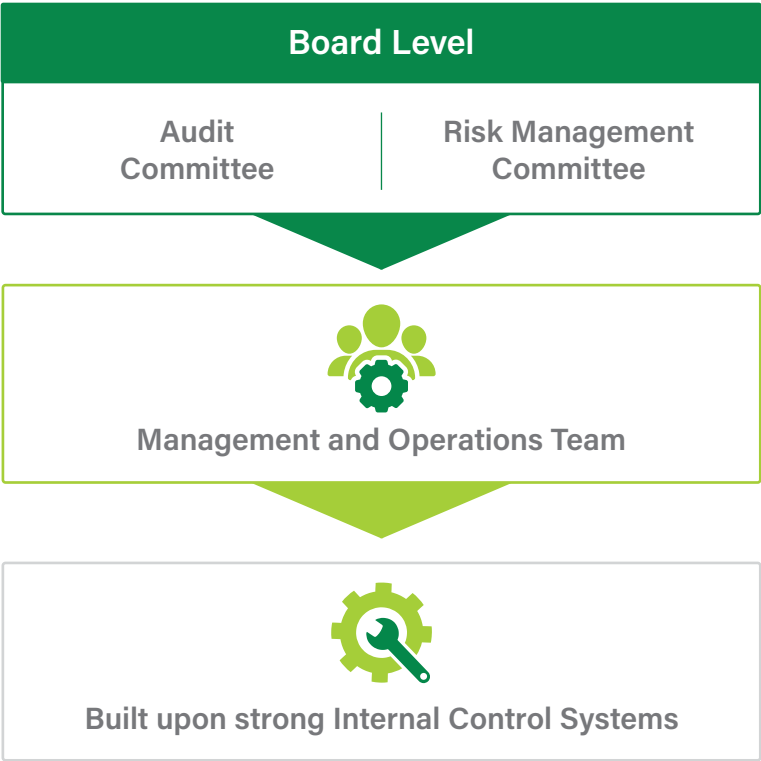 Board Level
Audit
Committee
Risk Management
Committee
Management and Operations Team
Built upon strong Internal Control Systems